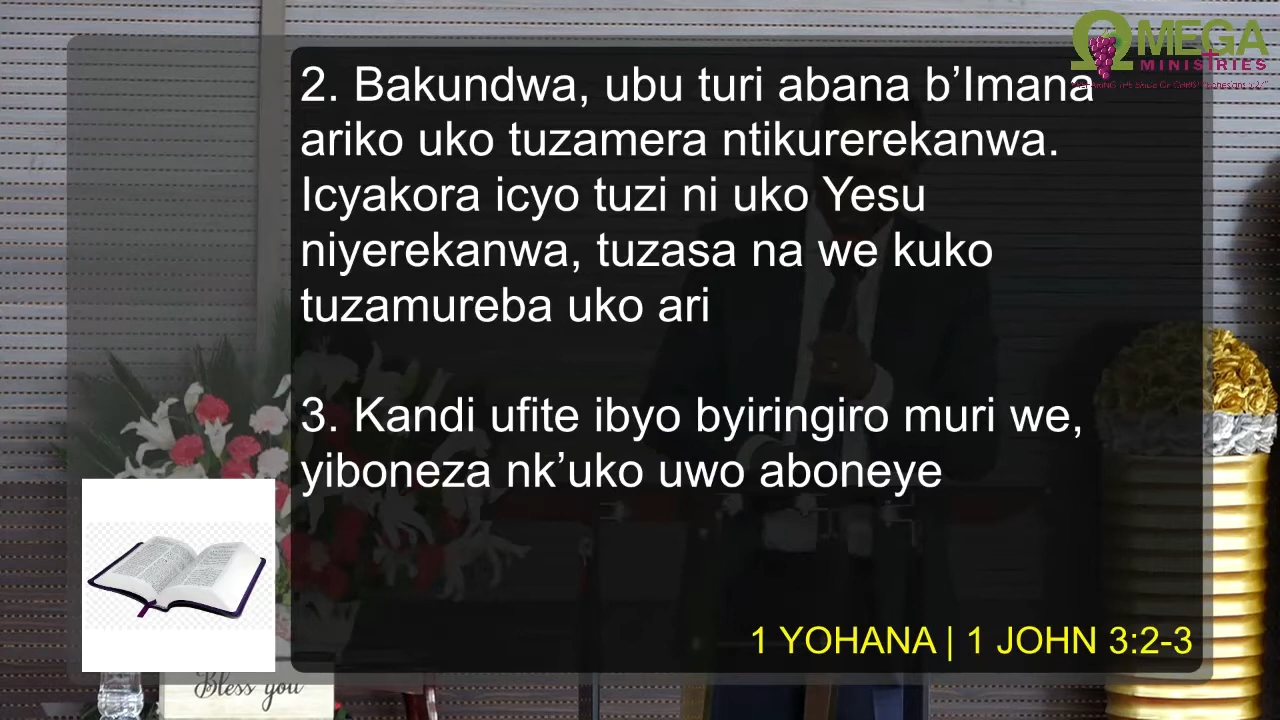 ΩMEGA
MINISTRIES
2. Bakundwa, ubu turi abana b’Imana
ariko uko tuzamera ntikurerekanwa.
Icyakora icyo tuzi ni uko Yesu
niyerekanwa, tuzasa na we kuko
tuzamureba uko ari
3. Kandi ufite ibyo byiringiro muri we,
yiboneza nk’uko uwo aboneye
1 YOHANA | 1 JOHN 3:2-3
Bless you